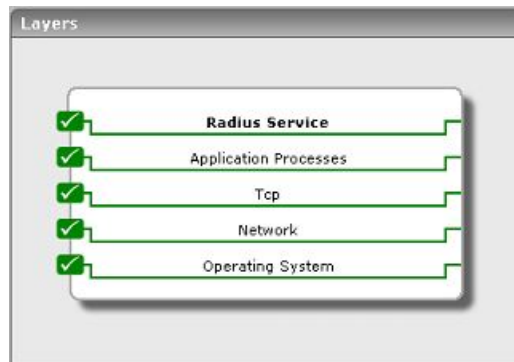 Layers
Radius Service
Application Processes
Tcp
Network
Operating System